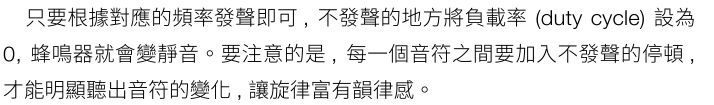 只要根據對應的頻率發聲即可，不發聲的地方將負載率 (duty cycle) 設為
0，蜂鳴器就會變靜音。要注意的是，每一個音符之間要加入不發聲的停頓，
才能明顯聽出音符的變化，讓旋律富有韻律感。